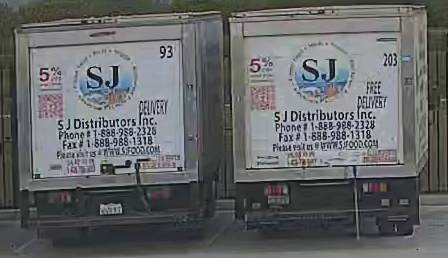 5%
93
SJ
DELIVERY
S J Distributors Inc.
Phone # 1-888-988-2328
Fax # 1-888-988-1318
Please visit us @ WWW.SJFOOD.COM
5%
203
SJ
FREE
DELIVERY
S J Distributors Inc.
Phone # 1-888-988-2328
Fax # 1-888-988-1318
Please visit us @ WWW.SJFOOD.COM